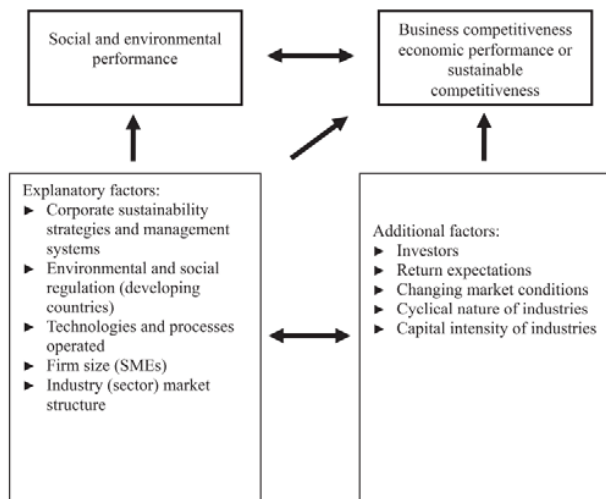 Social and environmental
performance
Business competitiveness
economic performance or
sustainable
competitiveness
Explanatory factors:
► Corporate sustainability
strategies and management
systems
► Environmental and social
regulation (developing
countries)
► Technologies and processes
operated
► Firm size (SMEs)
► Industry (sector) market
structure
Additional factors:
► Investors
► Return expectations
► Changing market conditions
► Cyclical nature of industries
► Capital intensity of industries